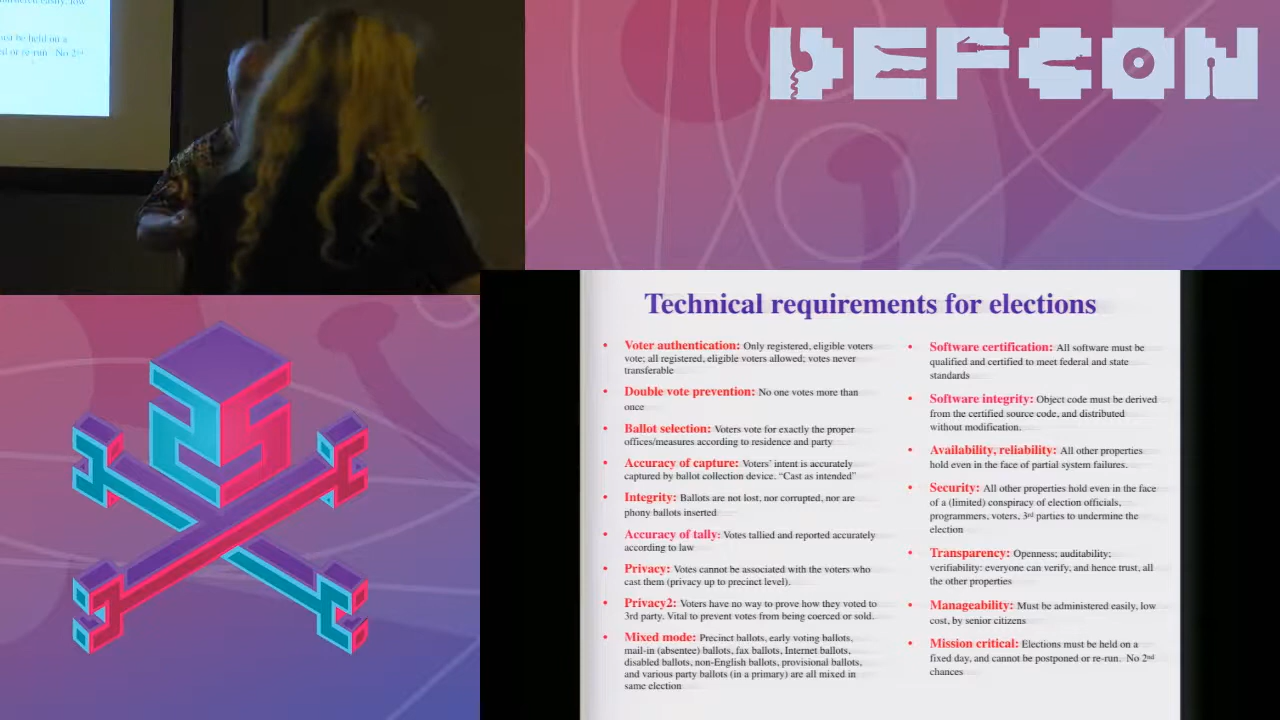 nust be held on a
ed or re-run No 2nd
DEFCON
Technical requirements for elections
• Voter authentication: Only registered, eligible voters
vote; all registered, eligible voters allowed; votes never
transferable
• Double vote prevention: No one votes more than
once
• Ballot selection: Voters vote for exactly the proper
offices/measures according to residence and party
• Accuracy of capture: Voters' intent is accurately
captured by ballot collection device. "Cast as intended"
• Integrity: Ballots are not lost, nor corrupted, nor are
phony ballots inserted
• Accuracy of tally: Votes tallied and reported accurately
according to law
• Privacy: Votes cannot be associated with the voters who
cast them (privacy up to precinct level).
• Privacy2: Voters have no way to prove how they voted to
3rd party. Vital to prevent votes from being coerced or sold.
• Mixed mode: Precinct ballots, early voting ballots,
mail-in (absentee) ballots, fax ballots, Internet ballots,
disabled ballots, non-English ballots, provisional ballots,
and various party ballots (in a primary) are all mixed in
same election
• Software certification: All software must be
qualified and certified to meet federal and state
standards
• Software integrity: Object code must be derived
from the certified source code, and distributed
without modification.
• Availability, reliability: All other properties
hold even in the face of partial system failures.
• Security: All other properties hold even in the face
of a (limited) conspiracy of election officials,
programmers, voters, 3rd parties to undermine the
election
• Transparency: Openness; auditability;
verifiability: everyone can verify, and hence trust, all
the other properties
• Manageability: Must be administered easily, low
cost, by senior citizens
• Mission critical: Elections must be held on a
fixed day, and cannot be postponed or re-run. No 2nd
chances